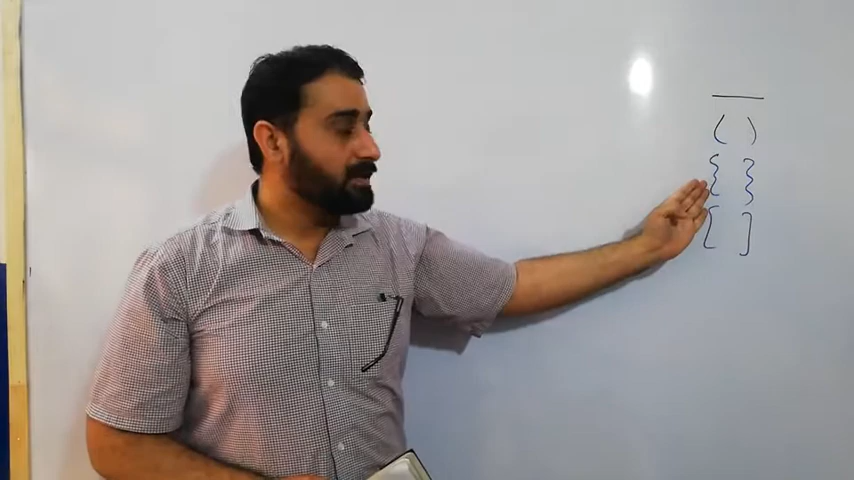 —
( )
{ }
[ ]